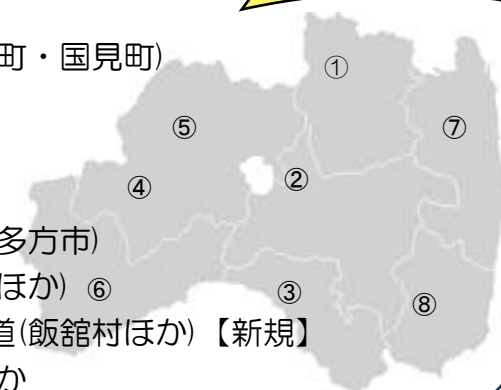 町・国見町)
①
⑤
⑦
②
④
多方市)
ほか)
⑥
③
⑧
道(飯舘村ほか)【新規】
か